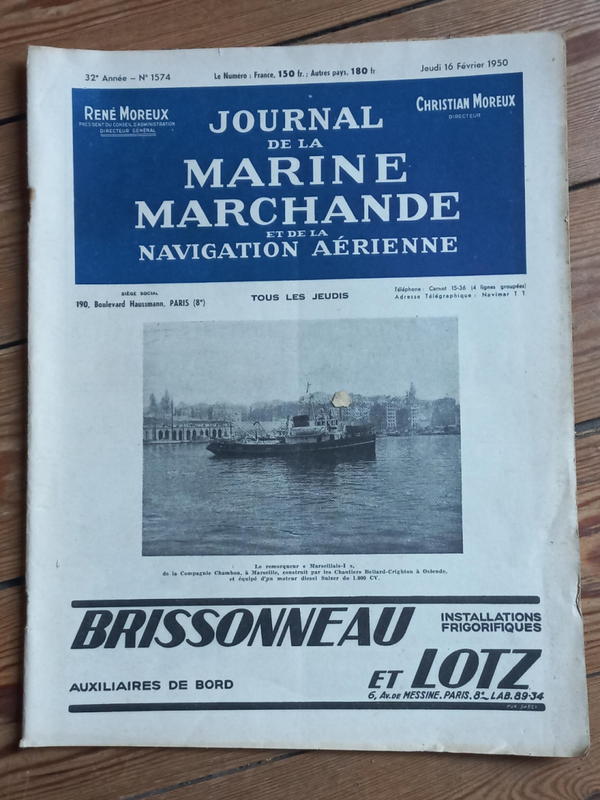 32e Année - N° 1574
Le Numéro : France, 150 fr. ; Autres pays, 180 fr
Jeudi 16 Février 1950
RENÉ MOREUX
PRÉSIDENT DU CONSEIL D'ADMINISTRATION
DIRECTEUR GÉNÉRAL
CHRISTIAN MOREUX
DIRECTEUR
JOURNAL
DE LA
MARINE
MARCHANDE
ET DE LA
NAVIGATION AÉRIENNE
SIÈGE SOCIAL
190, Boulevard Haussmann, PARIS (8e)
TOUS LES JEUDIS
Téléphone : Carnot 15-36 (4 lignes groupées)
Adresse Télégraphique : Navimar T 1
Le remorqueur « Marseillais-I »,
de la Compagnie Chambon, à Marseille, construit par les Chantiers Beliard-Crighton à Ostende,
et équipé d'un moteur diesel Sulzer de 1.000 CV.
BRISSONNEAU
ET LOTZ
INSTALLATIONS
FRIGORIFIQUES
AUXILIAIRES DE BORD
6, AV. DE MESSINE. PARIS. 8e LAB. 89-34